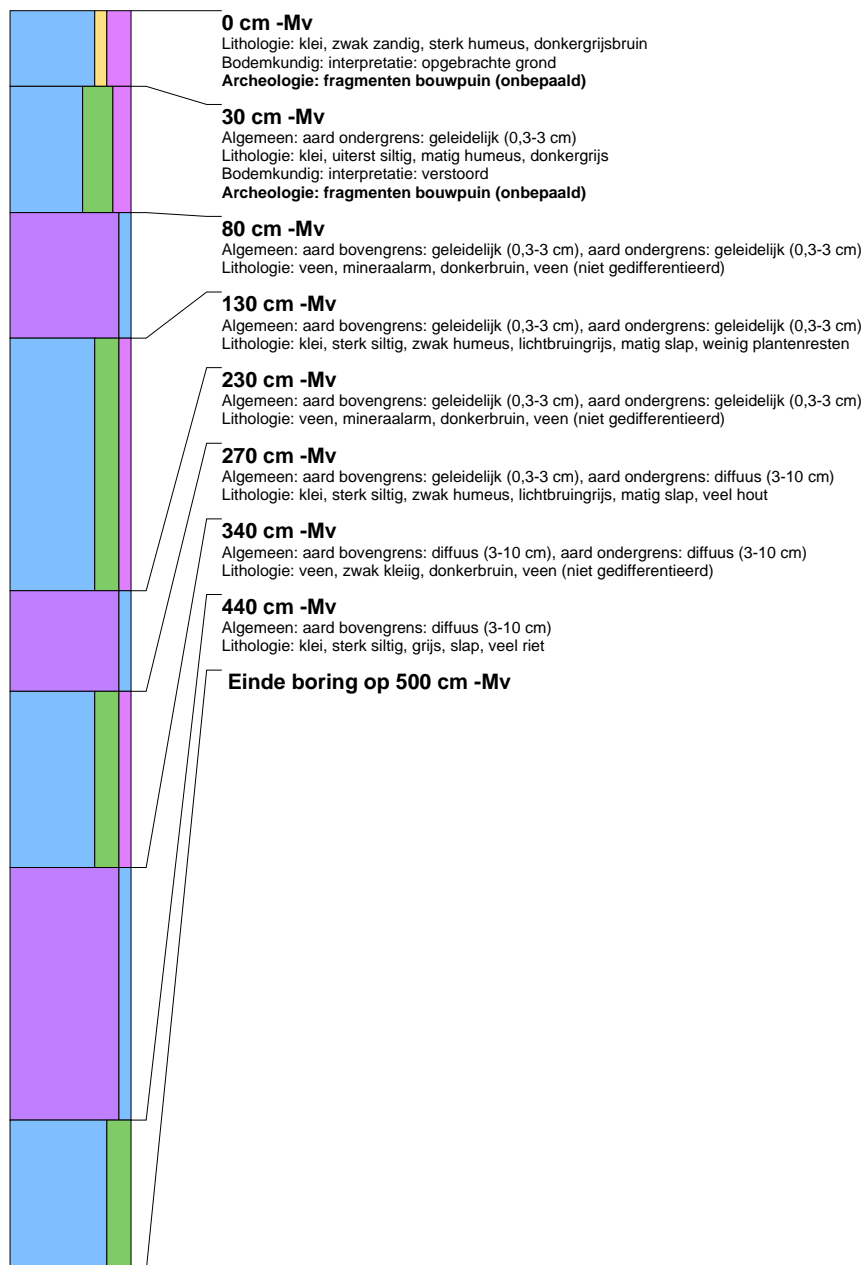 0 cm -Mv
Lithologie: klei, zwak zandig, sterk humeus, donkergrijsbruin
Bodemkundig: interpretatie: opgebrachte grond
Archeologie: fragmenten bouwpuin (onbepaald)
30 cm -Mv
Algemeen: aard ondergrens: geleidelijk (0,3-3 cm)
Lithologie: klei, uiterst siltig, matig humeus, donkergrijs
Bodemkundig: interpretatie: verstoord
Archeologie: fragmenten bouwpuin (onbepaald)
80 cm -Mv
Algemeen: aard bovengrens: geleidelijk (0,3-3 cm), aard ondergrens: geleidelijk (0,3-3 cm)
Lithologie: veen, mineraalarm, donkerbruin, veen (niet gedifferentieerd)
130 cm -Mv
Algemeen: aard bovengrens: geleidelijk (0,3-3 cm), aard ondergrens: geleidelijk (0,3-3 cm)
Lithologie: klei, sterk siltig, zwak humeus, lichtbruingrijs, matig slap, weinig plantenresten
230 cm -Mv
Algemeen: aard bovengrens: geleidelijk (0,3-3 cm), aard ondergrens: geleidelijk (0,3-3 cm)
Lithologie: veen, mineraalarm, donkerbruin, veen (niet gedifferentieerd)
270 cm -Mv
Algemeen: aard bovengrens: geleidelijk (0,3-3 cm), aard ondergrens: diffuus (3-10 cm)
Lithologie: klei, sterk siltig, zwak humeus, lichtbruingrijs, matig slap, veel hout
340 cm -Mv
Algemeen: aard bovengrens: diffuus (3-10 cm), aard ondergrens: diffuus (3-10 cm)
Lithologie: veen, zwak kleiig, donkerbruin, veen (niet gedifferentieerd)
440 cm -Mv
Algemeen: aard bovengrens: diffuus (3-10 cm)
Lithologie: klei, sterk siltig, grijs, slap, veel riet
Einde boring op 500 cm -Mv